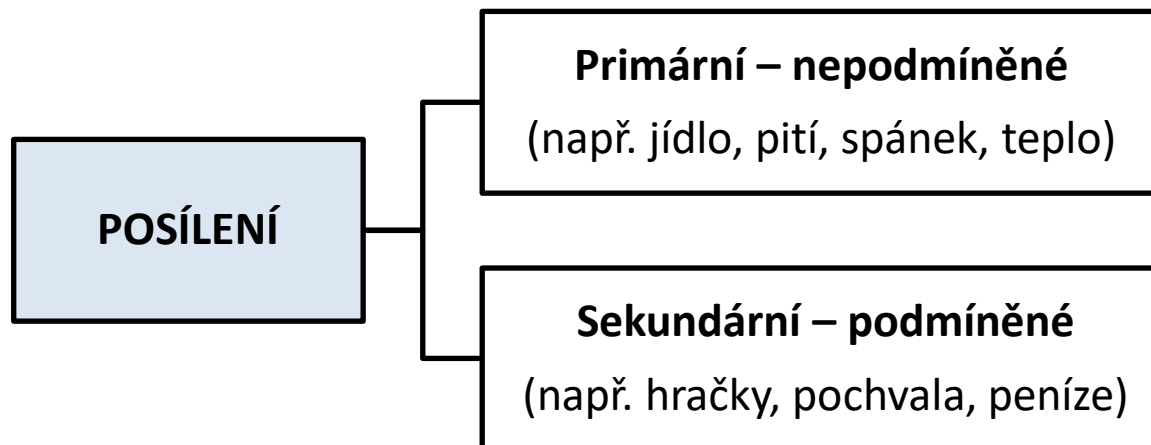 POSÍLENÍ
Primární – nepodmíněné
(např. jídlo, pití, spánek, teplo)
Sekundární – podmíněné
(např. hračky, pochvala, peníze)